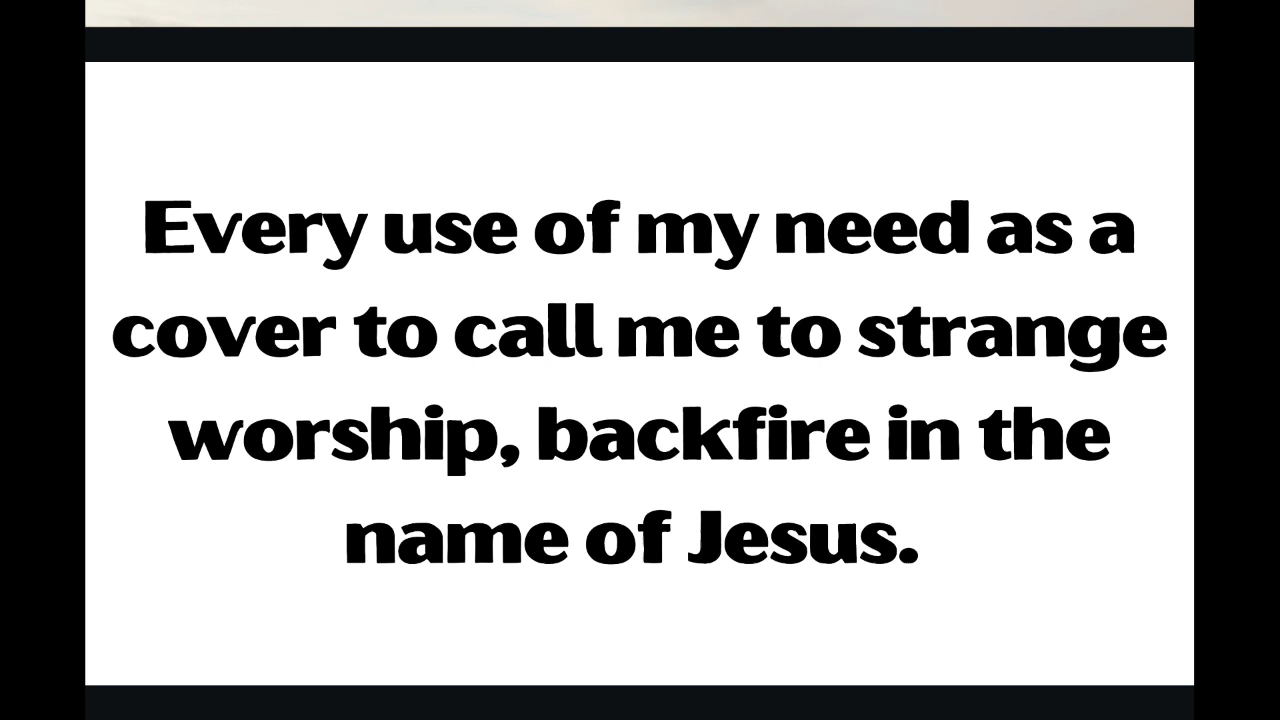 Every use of my need as a
cover to call me to strange
worship, backfire in the
name of Jesus.